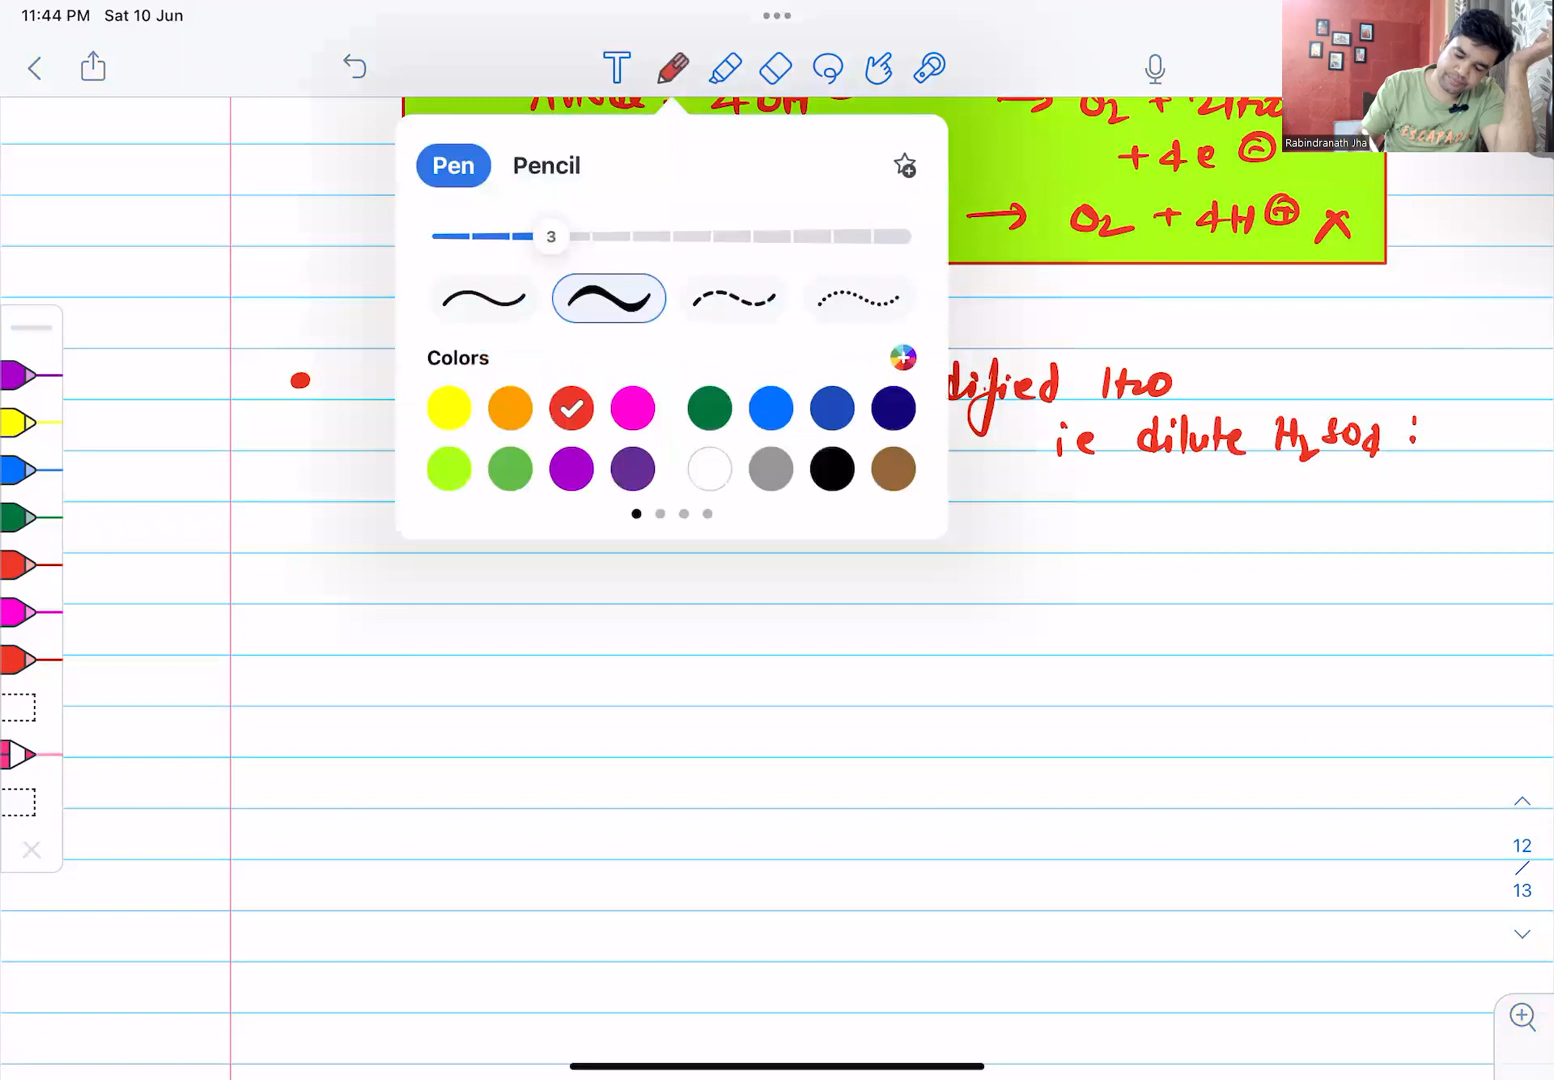 11:44 PM Sat 10 Jun
T
Rabindranath Jha
4OH ⊖ → O2 + 2H2O
+ 4e ⊖
→ O2 + 4H ⊕ X
Pen Pencil
3
Colors
dified H2O
ie dilute H2SO4 :
12
/
13